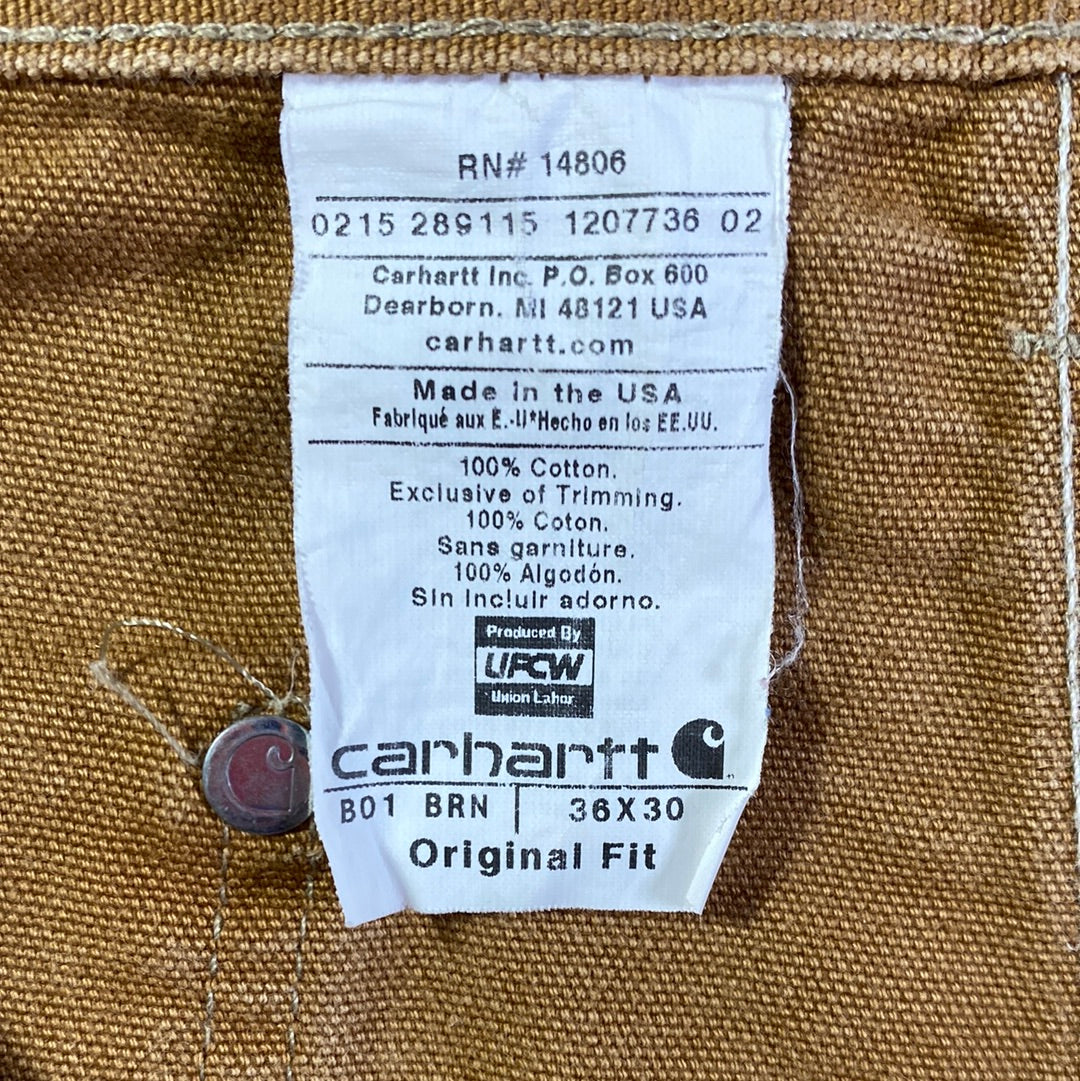 RN# 14806
0215 289115 1207736 02
Carhartt Inc. P.O. Box 600
Dearborn. MI 48121 USA
carhartt.com
Made in the USA
Fabriqué aux É.-U*Hecho en los EE.UU.
100% Cotton.
Exclusive of Trimming.
100% Coton.
Sans garniture.
100% Algodón.
Sin incluir adorno.
Produced By
UFCW
Union Labor
carhartt
B01 BRN 36X30
Original Fit